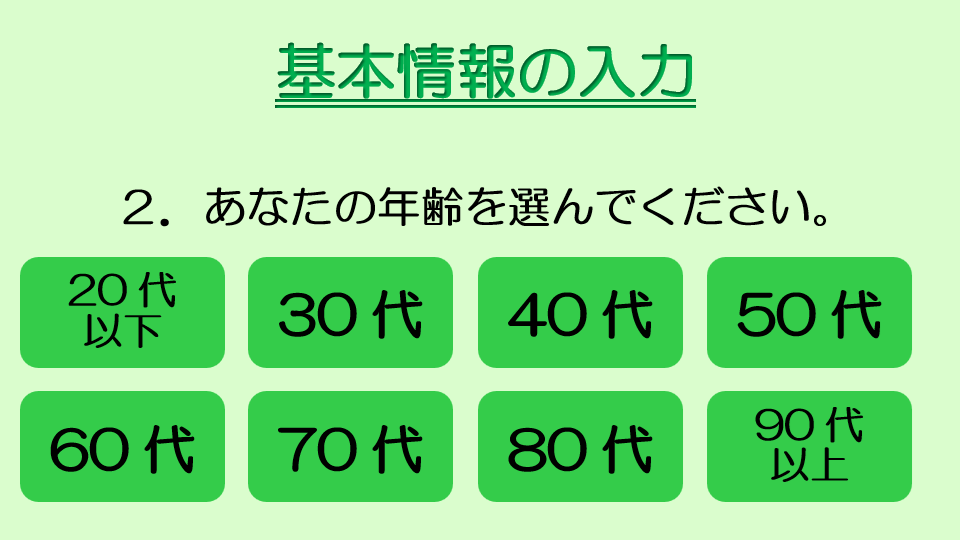 基本情報の入力
２．あなたの年齢を選んでください。
20代
以下
30代
40代
50代
60代
70代
80代
90代
以上